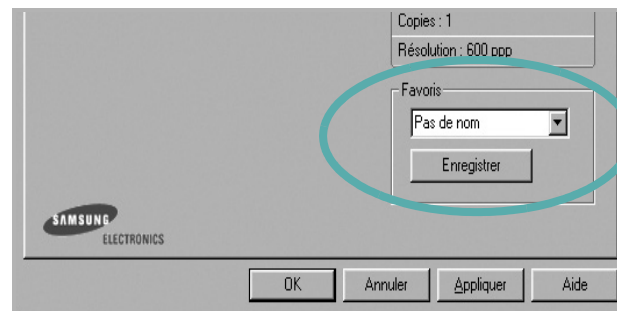 Copies : 1
Résolution : 600 ppp
Favoris
Pas de nom
Enregistrer
SAMSUNG
ELECTRONICS
OK Annuler Appliquer Aide